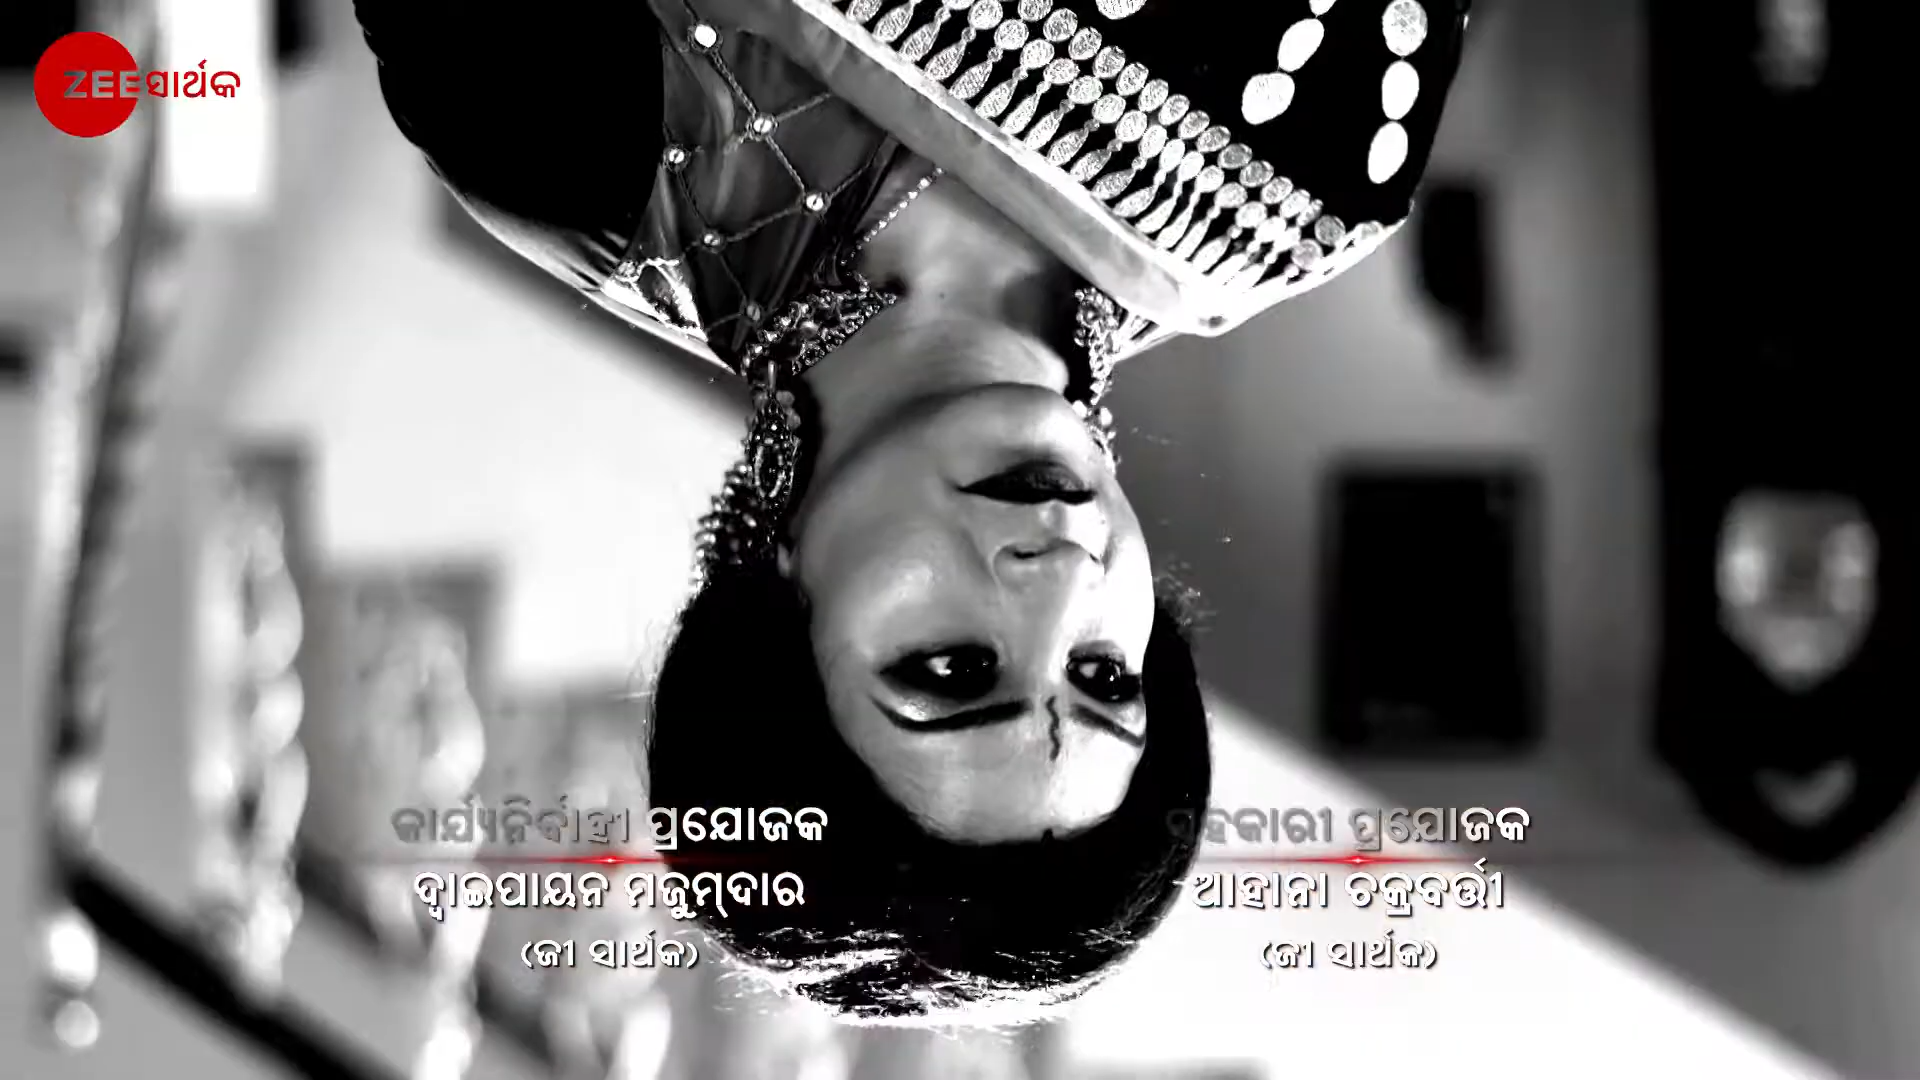 ZEE ସାର୍ଥକ
କାର୍ଯ୍ୟନିର୍ବାହୀ ପ୍ରଯୋଜକ
ଦ୍ୱାଇପାୟନ ମଜୁମ୍‌ଦାର
(ଜୀ ସାର୍ଥକ)
ସହକାରୀ ପ୍ରଯୋଜକ
ଆହାନା ଚକ୍ରବର୍ତ୍ତୀ
(ଜୀ ସାର୍ଥକ)